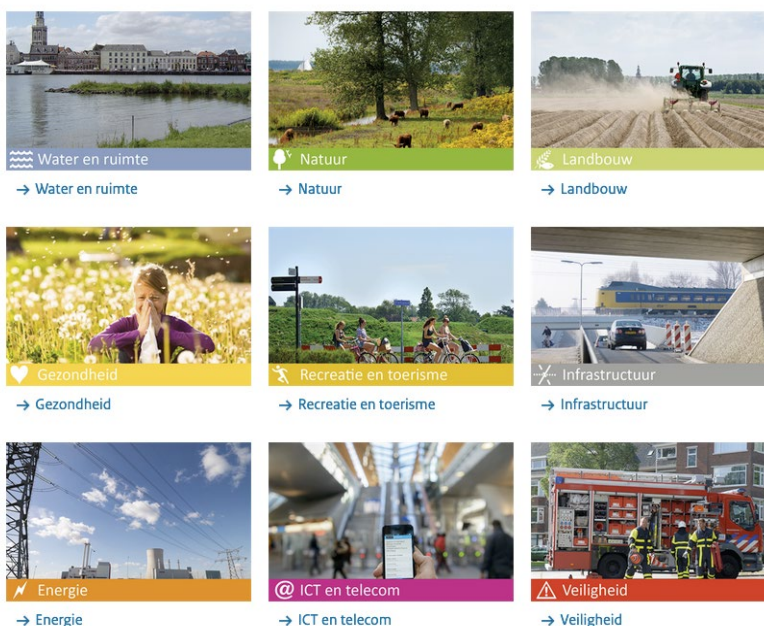 Water en ruimte
Natuur
Landbouw
→ Water en ruimte
→ Natuur
→ Landbouw
Gezondheid
Recreatie en toerisme
Infrastructuur
→ Gezondheid
→ Recreatie en toerisme
→ Infrastructuur
Energie
@ ICT en telecom
Veiligheid
→ Energie
→ ICT en telecom
→ Veiligheid